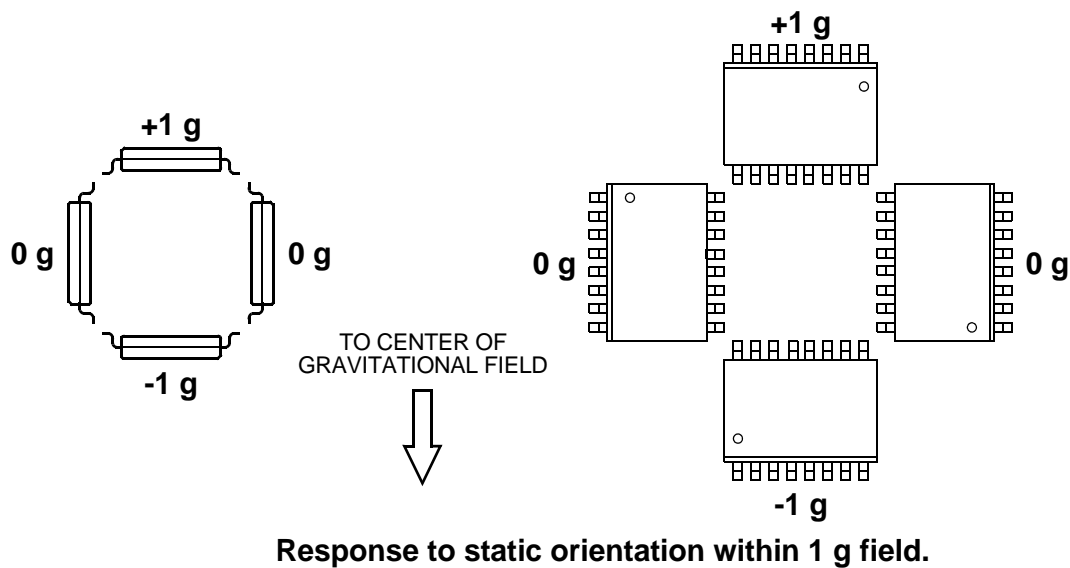 +1 g
0 g
0 g
-1 g
TO CENTER OF
GRAVITATIONAL FIELD
+1 g
0 g
0 g
-1 g
Response to static orientation within 1 g field.